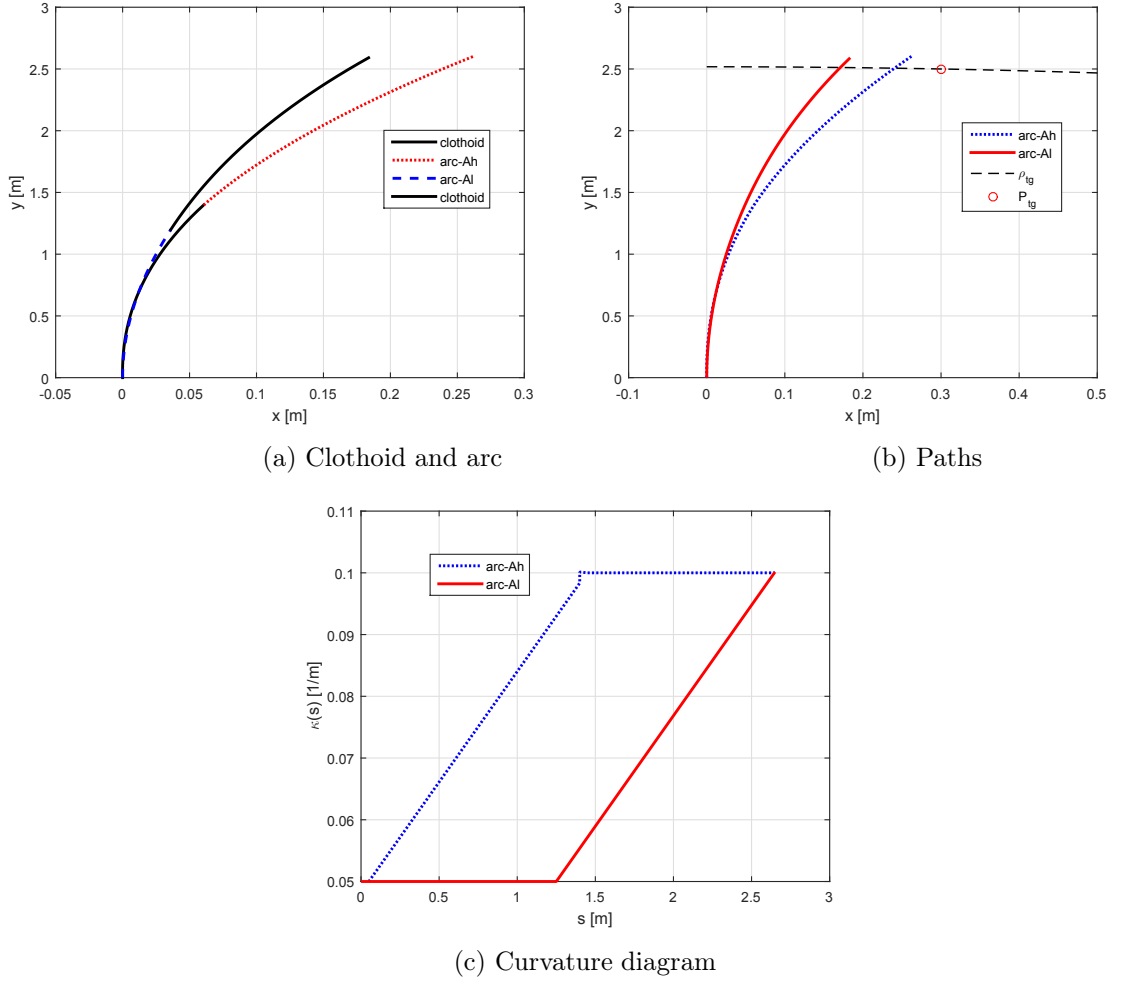 3
2.5
2
1.5
1
0.5
0
y [m]
-0.05 0 0.05 0.1 0.15 0.2 0.25 0.3
x [m]
clothoid
arc-Ah
arc-Al
clothoid
(a) Clothoid and arc
3
2.5
2
1.5
1
0.5
0
y [m]
-0.1 0 0.1 0.2 0.3 0.4 0.5
x [m]
arc-Ah
arc-Al
ρ_tg
P_tg
(b) Paths
0.11
0.1
0.09
0.08
0.07
0.06
0.05
κ(s) [1/m]
0 0.5 1 1.5 2 2.5 3
s [m]
arc-Ah
arc-Al
(c) Curvature diagram